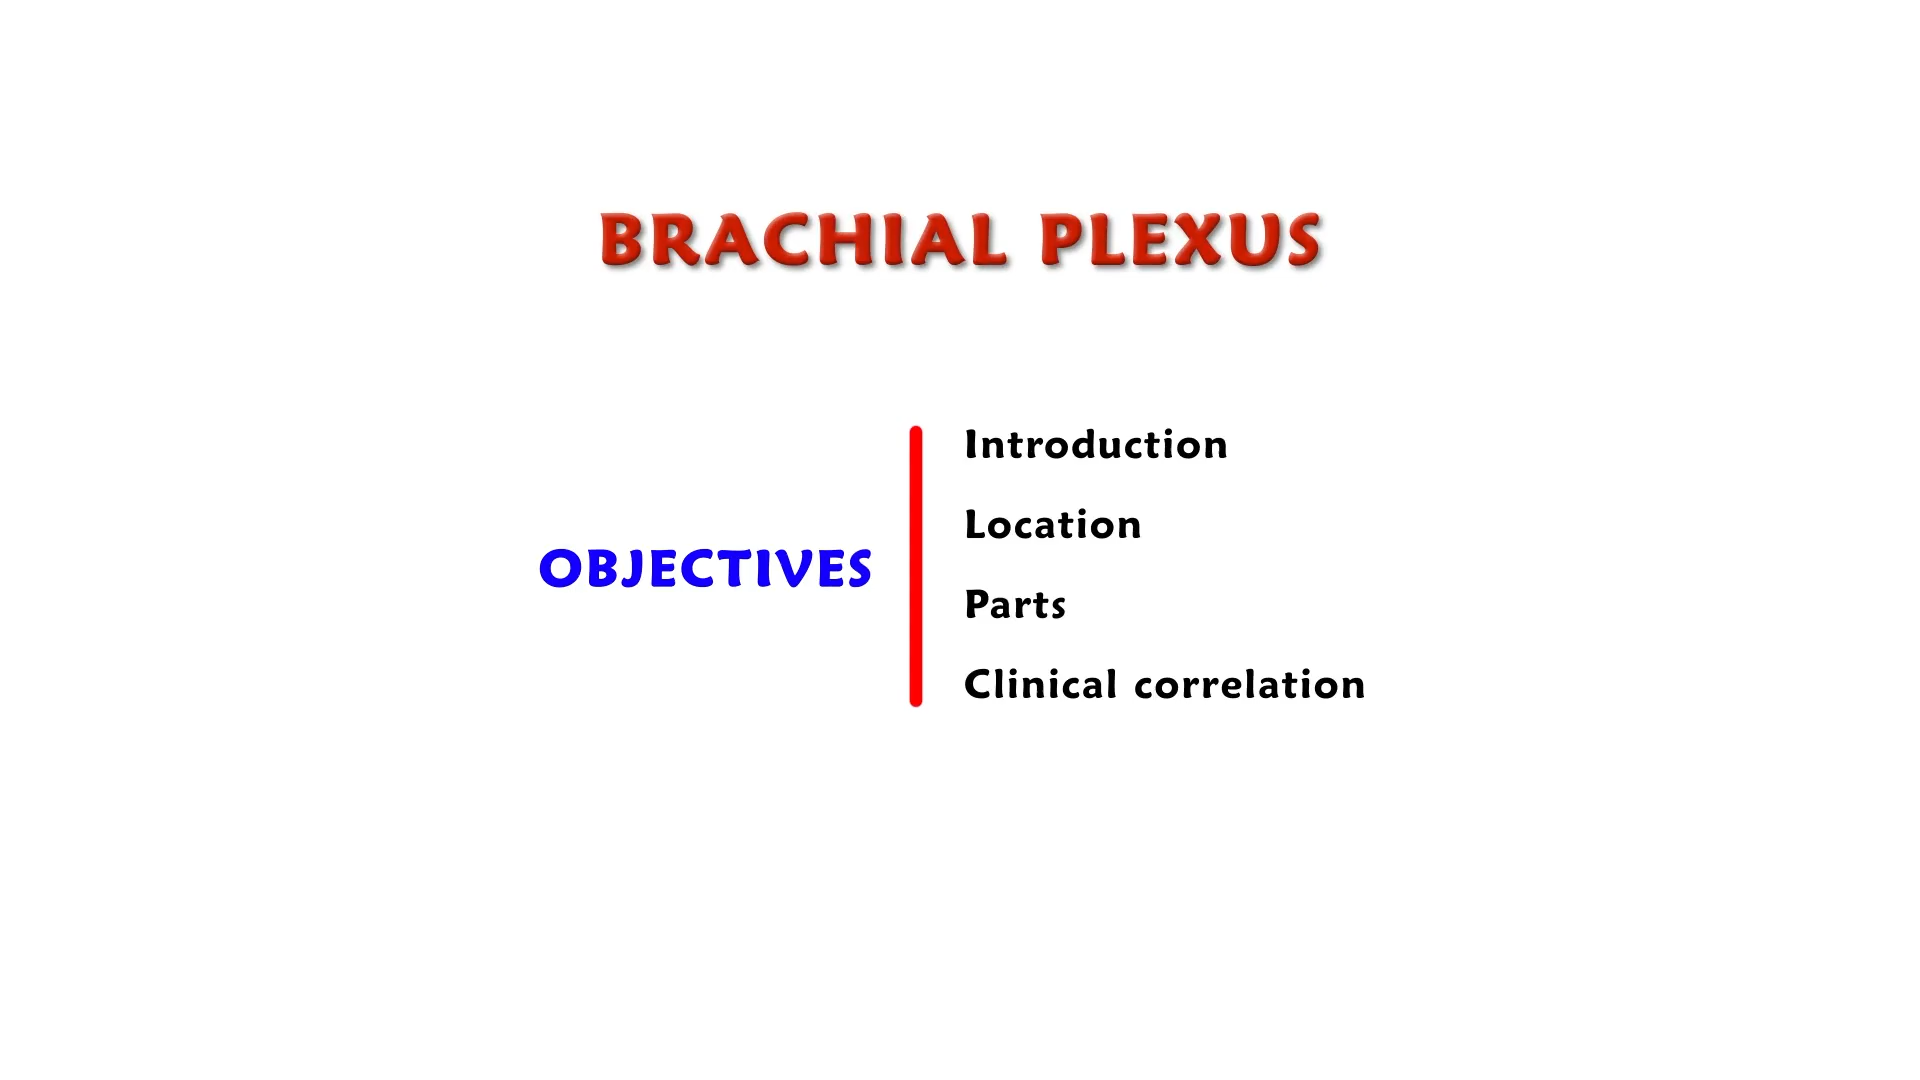 BRACHIAL PLEXUS
OBJECTIVES
Introduction
Location
Parts
Clinical correlation